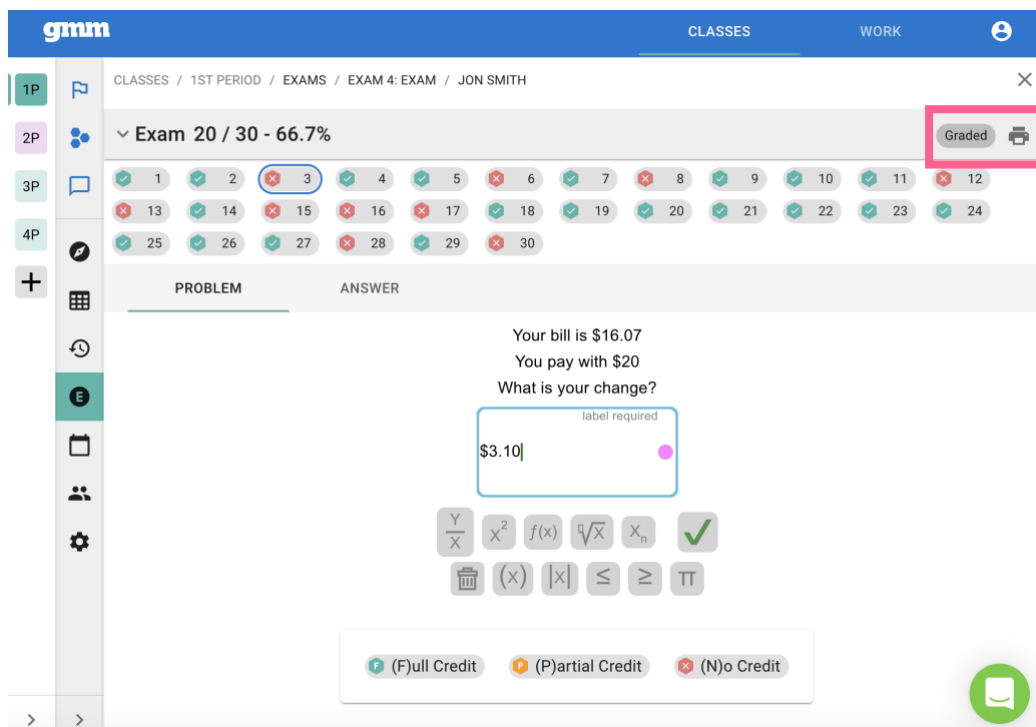 gmm
CLASSES
WORK
1P
CLASSES / 1ST PERIOD / EXAMS / EXAM 4: EXAM / JON SMITH
2P
Exam 20 / 30 - 66.7%
Graded
3P
1 2 3 4 5 6 7 8 9 10 11 12
4P
13 14 15 16 17 18 19 20 21 22 23 24
25 26 27 28 29 30
PROBLEM
ANSWER
Your bill is $16.07
You pay with $20
What is your change?
label required
$3.10
E
Y/X X² f(x) ⁿ√X Xₙ
(X) |X| ≤ ≥ π
F (F)ull Credit
P (P)artial Credit
(N)o Credit